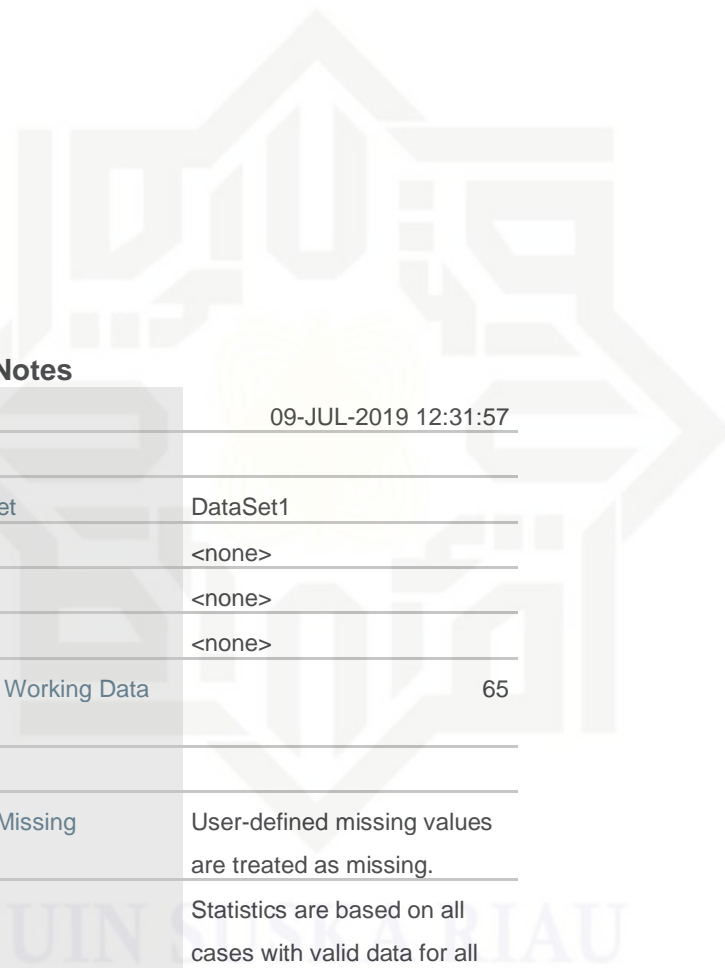 Notes
09-JUL-2019 12:31:57
et DataSet1
<none>
<none>
<none>
Working Data 65
Missing User-defined missing values
are treated as missing.
Statistics are based on all
cases with valid data for all
UIN SUSKA RIAU